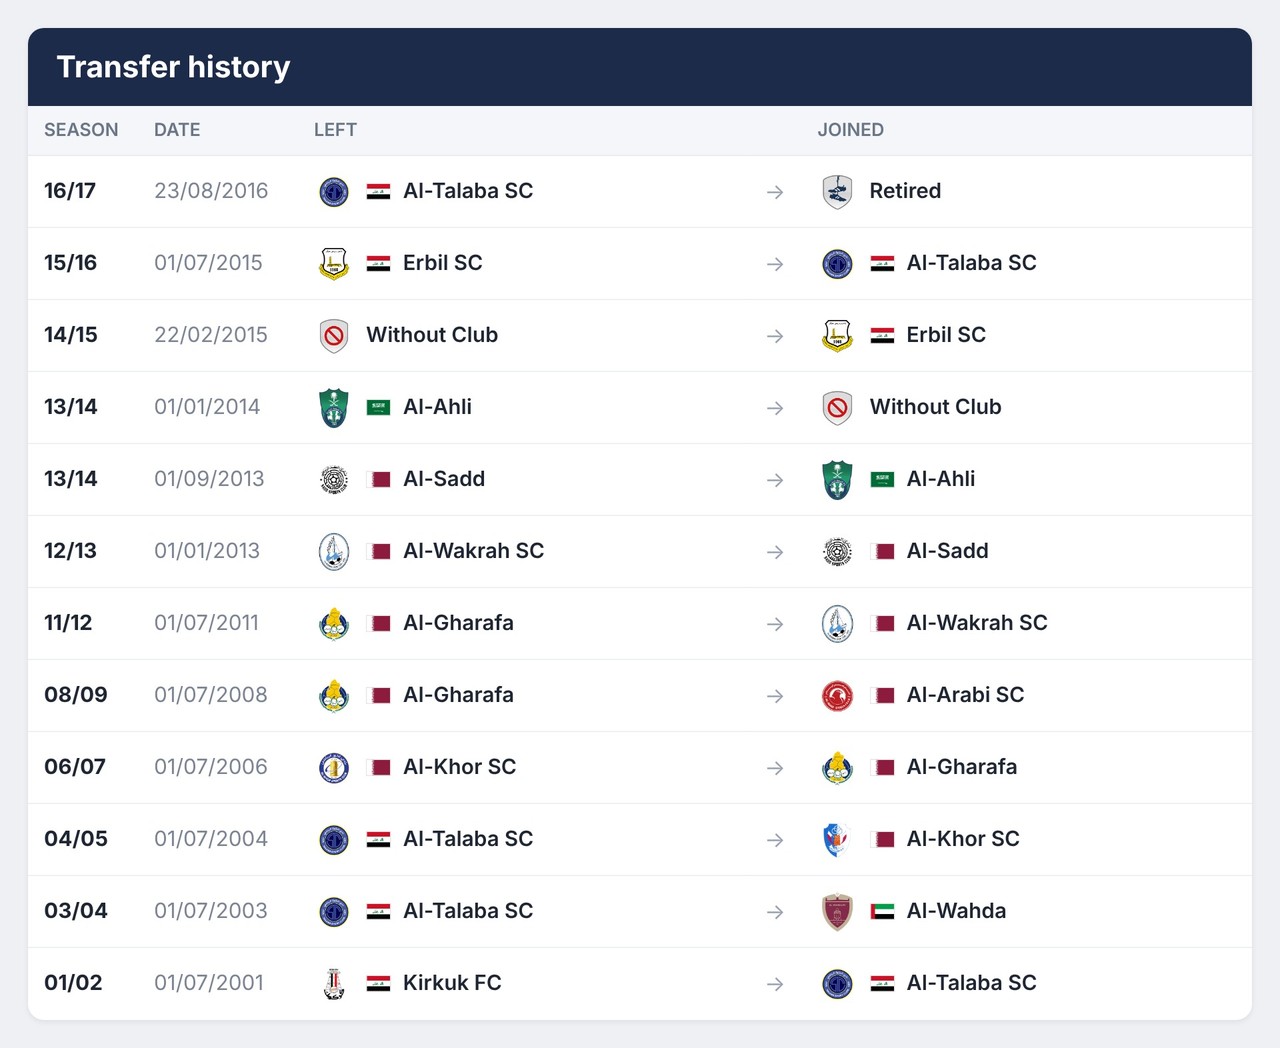 Transfer history
SEASON DATE LEFT JOINED
16/17 23/08/2016 Al-Talaba SC → Retired
15/16 01/07/2015 Erbil SC → Al-Talaba SC
14/15 22/02/2015 Without Club → Erbil SC
13/14 01/01/2014 Al-Ahli → Without Club
13/14 01/09/2013 Al-Sadd → Al-Ahli
12/13 01/01/2013 Al-Wakrah SC → Al-Sadd
11/12 01/07/2011 Al-Gharafa → Al-Wakrah SC
08/09 01/07/2008 Al-Gharafa → Al-Arabi SC
06/07 01/07/2006 Al-Khor SC → Al-Gharafa
04/05 01/07/2004 Al-Talaba SC → Al-Khor SC
03/04 01/07/2003 Al-Talaba SC → Al-Wahda
01/02 01/07/2001 Kirkuk FC → Al-Talaba SC